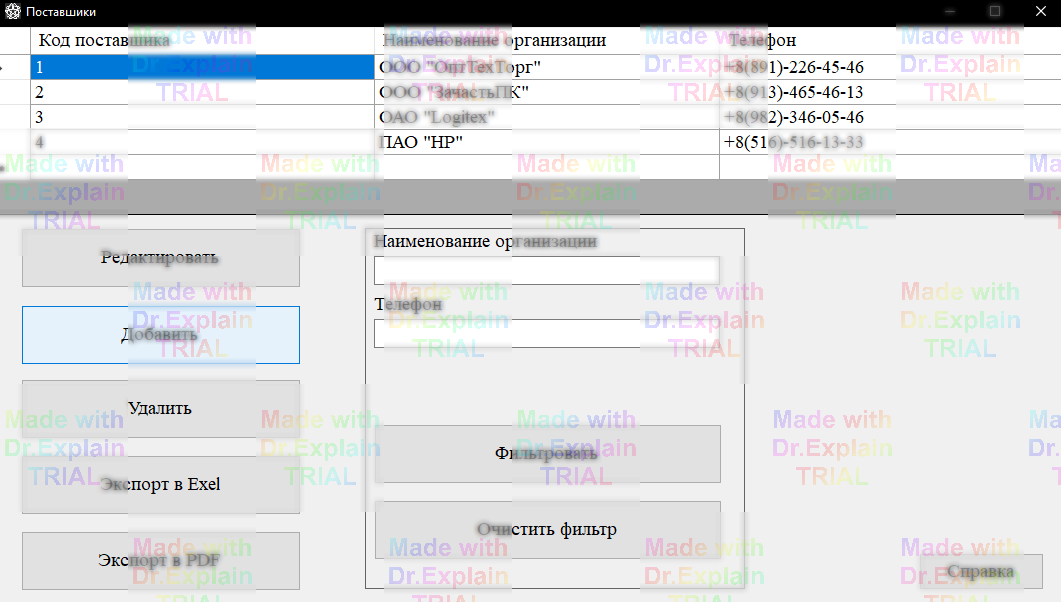 Поставшики
Код поставшика Наименование организации Телефон
1 ООО "ОптТехТорг" +8(891)-226-45-46
2 ООО "ЗачастьПК" +8(913)-465-46-13
3 ОАО "Logitex" +8(982)-346-05-46
4 ПАО "НР" +8(516)-516-13-33
Made with
Dr.Explain
TRIAL
Редактировать
Добавить
Удалить
Экспорт в Exel
Экспорт в PDF
Наименование организации
Телефон
Фильтровать
Очистить фильтр
Справка